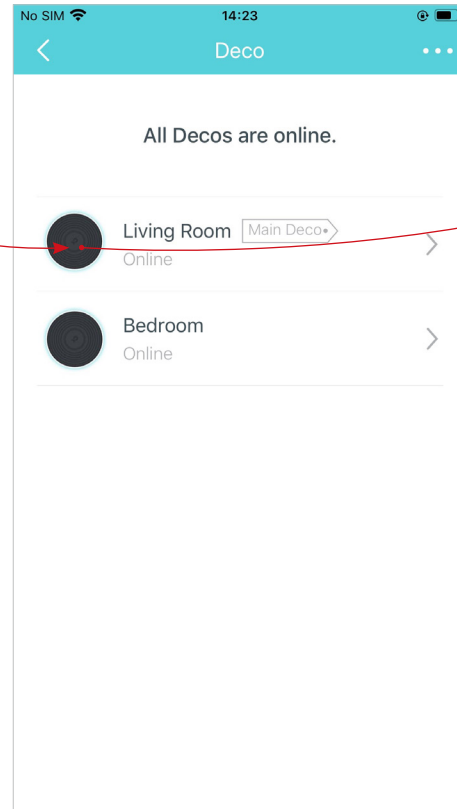 No SIM 14:23
Deco
All Decos are online.
Living Room Main Deco
Online
Bedroom
Online